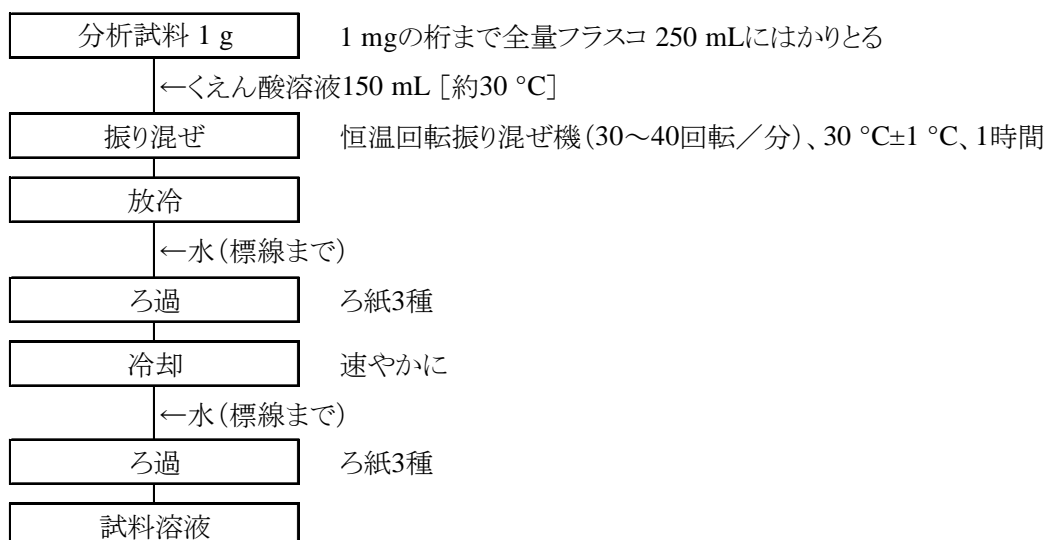 分析試料 1 g 1 mgの桁まで全量フラスコ 250 mLにはかりとる
←くえん酸溶液150 mL [約30 °C]
振り混ぜ 恒温回転振り混ぜ機(30～40回転／分)、30 °C±1 °C、1時間
放冷
←水(標線まで)
ろ過 ろ紙3種
冷却 速やかに
←水(標線まで)
ろ過 ろ紙3種
試料溶液